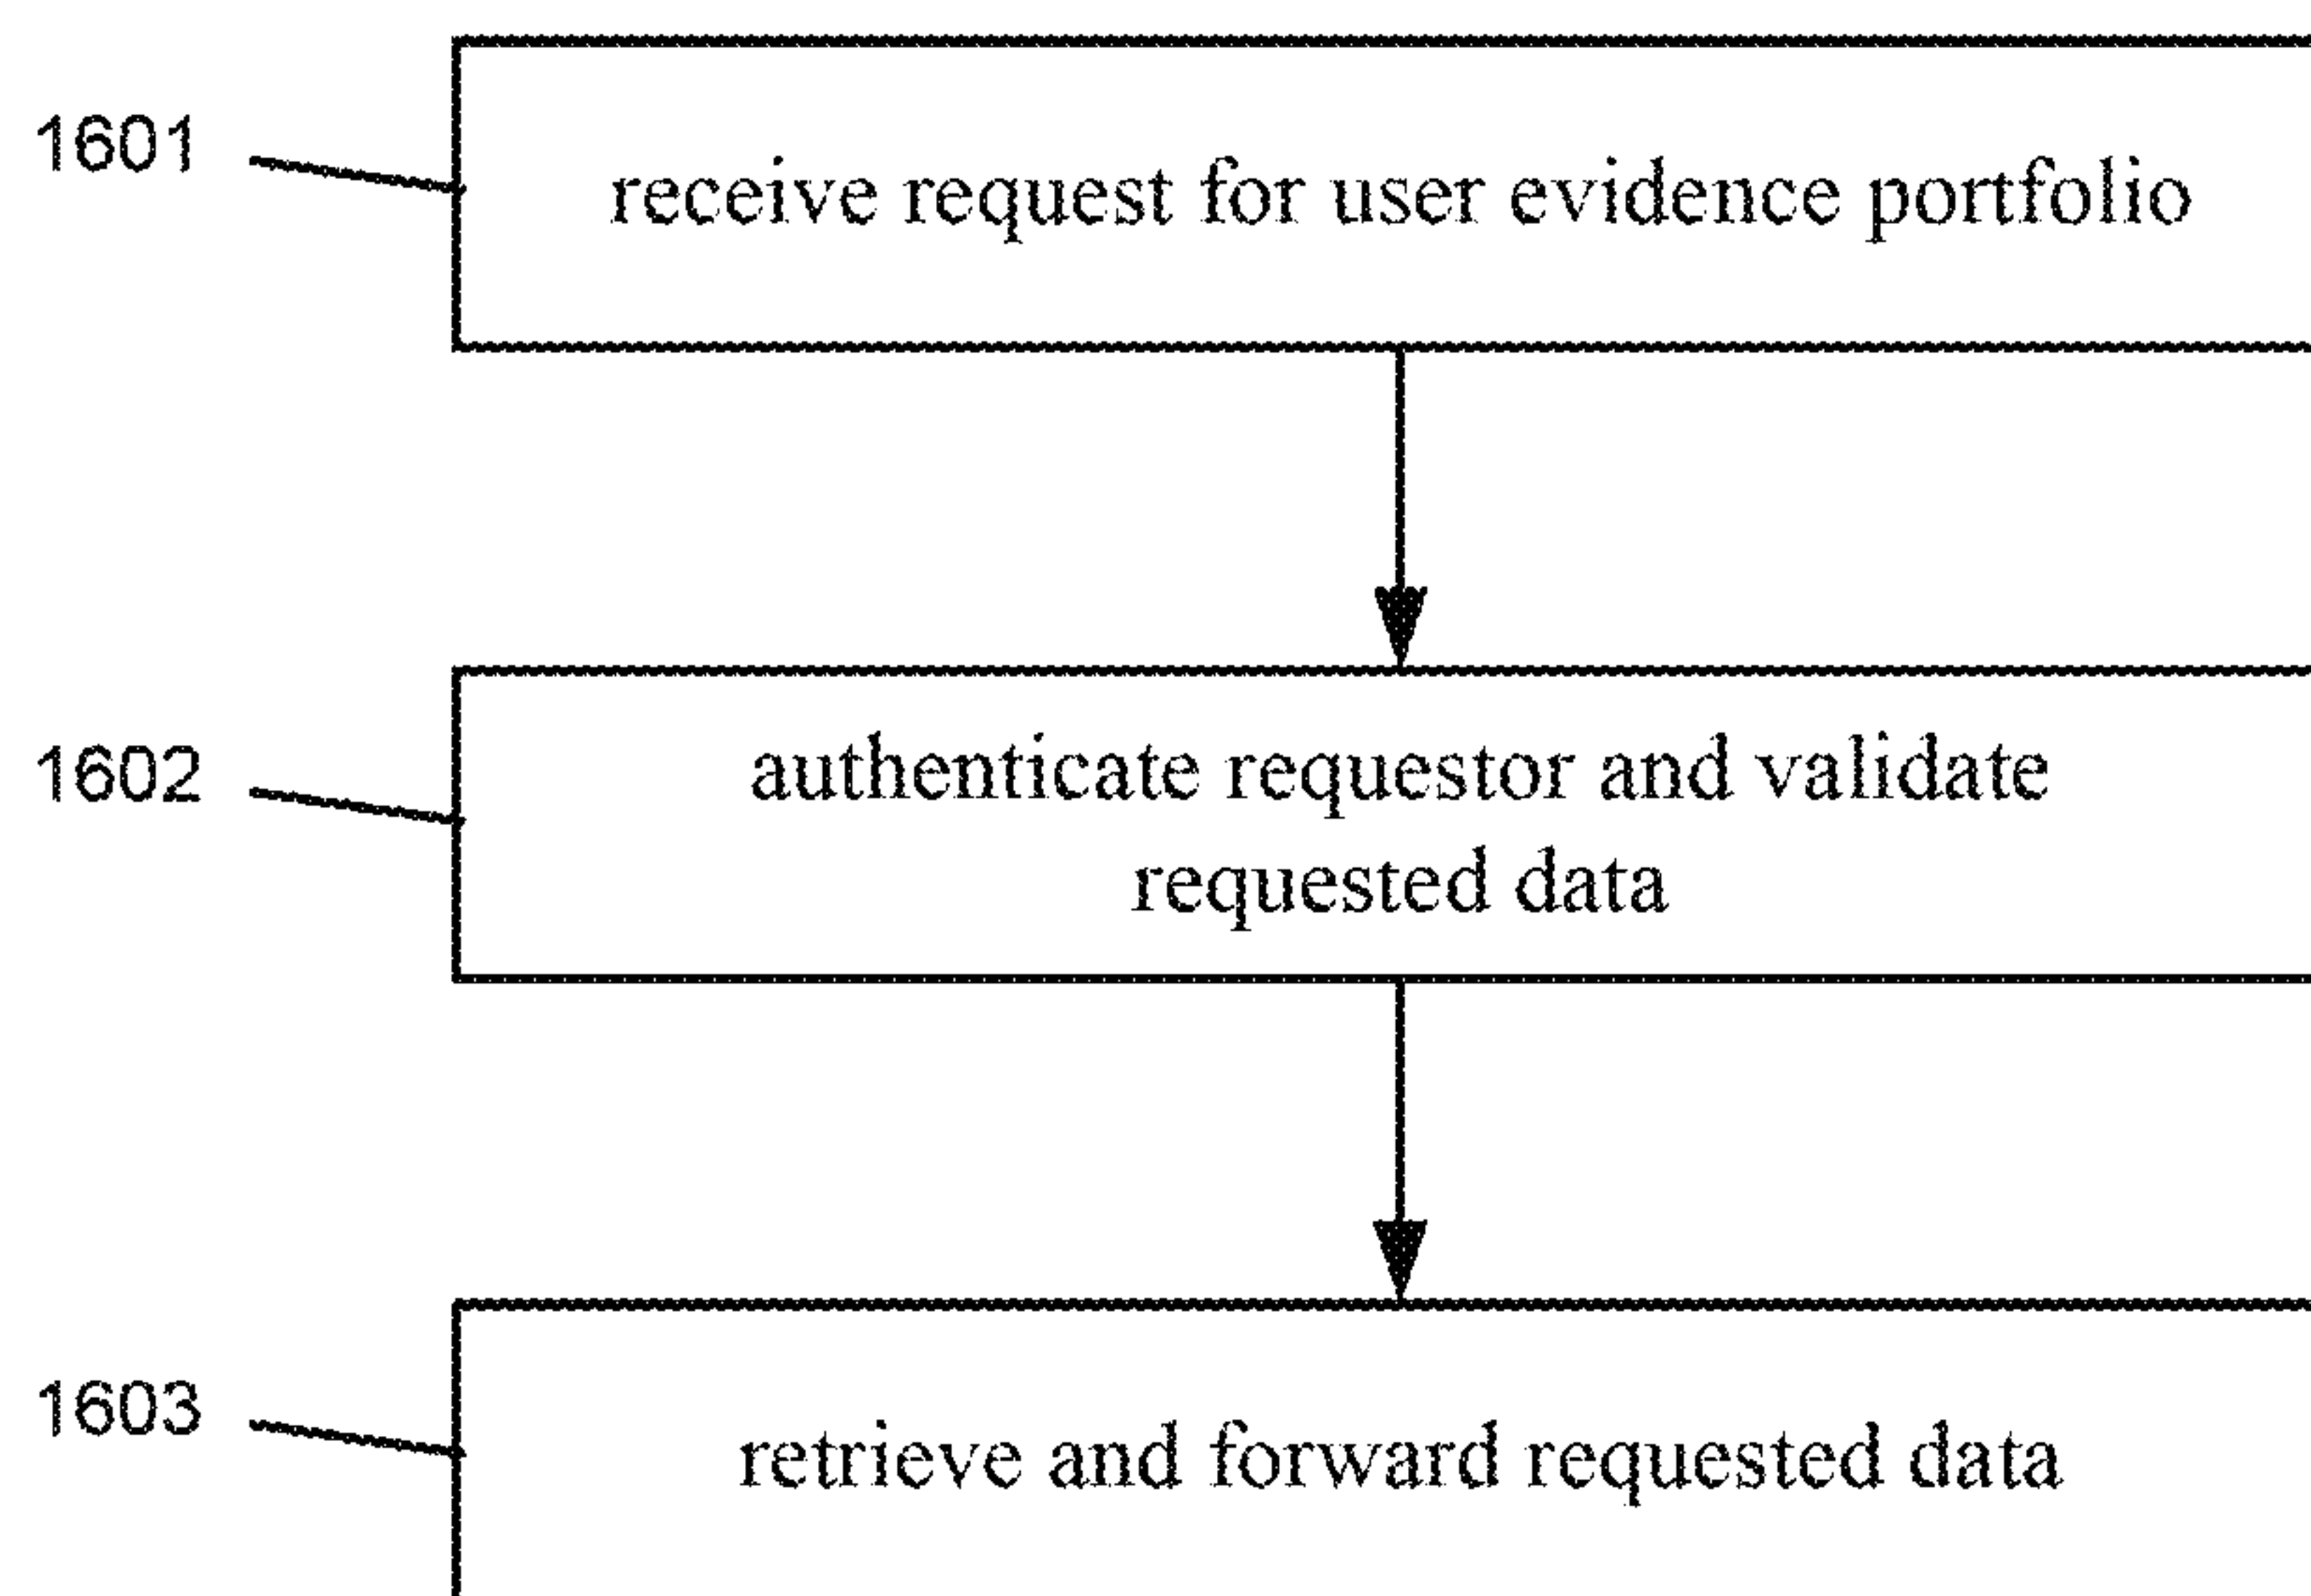 1601
receive request for user evidence portfolio
1602
authenticate requestor and validate
requested data
1603
retrieve and forward requested data